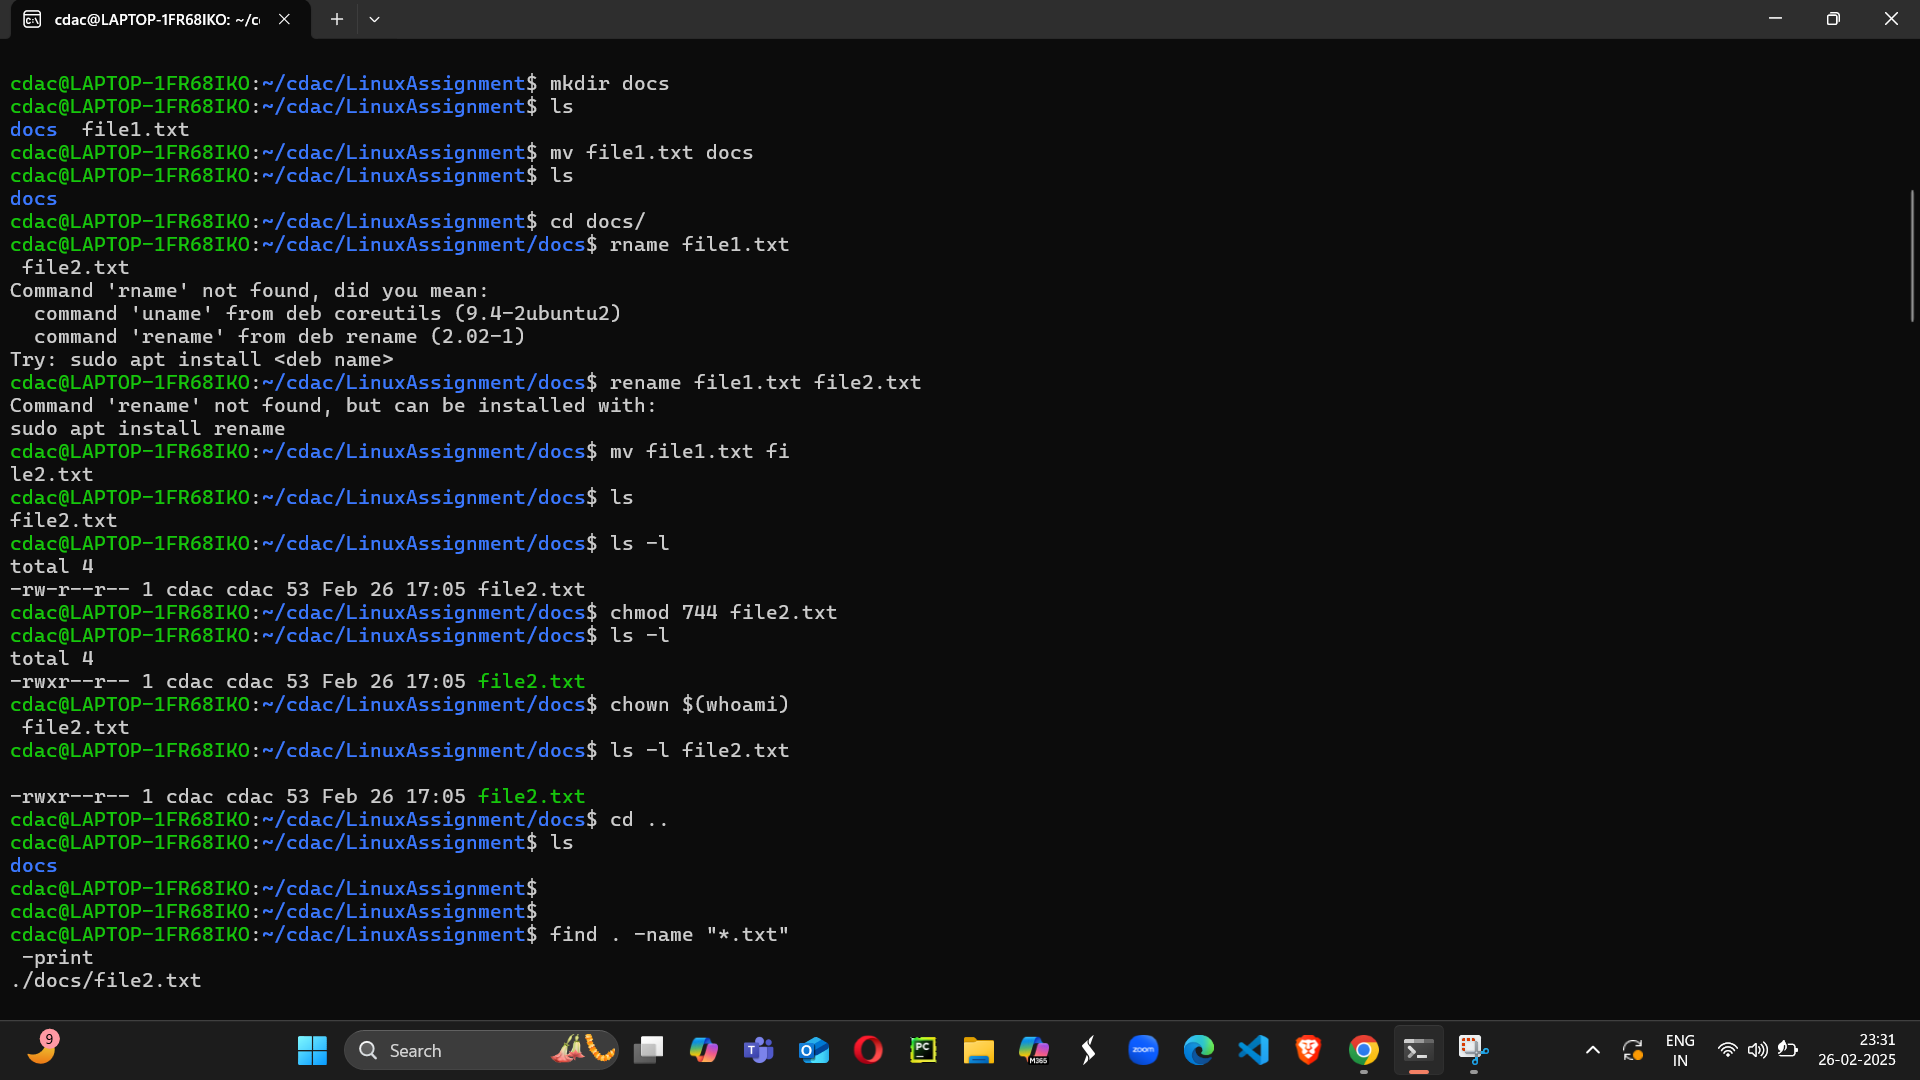 cdac@LAPTOP-1FR68IKO: ~/c
cdac@LAPTOP-1FR68IKO:~/cdac/LinuxAssignment$ mkdir docs
cdac@LAPTOP-1FR68IKO:~/cdac/LinuxAssignment$ ls
docs  file1.txt
cdac@LAPTOP-1FR68IKO:~/cdac/LinuxAssignment$ mv file1.txt docs
cdac@LAPTOP-1FR68IKO:~/cdac/LinuxAssignment$ ls
docs
cdac@LAPTOP-1FR68IKO:~/cdac/LinuxAssignment$ cd docs/
cdac@LAPTOP-1FR68IKO:~/cdac/LinuxAssignment/docs$ rname file1.txt
 file2.txt
Command 'rname' not found, did you mean:
  command 'uname' from deb coreutils (9.4-2ubuntu2)
  command 'rename' from deb rename (2.02-1)
Try: sudo apt install <deb name>
cdac@LAPTOP-1FR68IKO:~/cdac/LinuxAssignment/docs$ rename file1.txt file2.txt
Command 'rename' not found, but can be installed with:
sudo apt install rename
cdac@LAPTOP-1FR68IKO:~/cdac/LinuxAssignment/docs$ mv file1.txt fi
le2.txt
cdac@LAPTOP-1FR68IKO:~/cdac/LinuxAssignment/docs$ ls
file2.txt
cdac@LAPTOP-1FR68IKO:~/cdac/LinuxAssignment/docs$ ls -l
total 4
-rw-r--r-- 1 cdac cdac 53 Feb 26 17:05 file2.txt
cdac@LAPTOP-1FR68IKO:~/cdac/LinuxAssignment/docs$ chmod 744 file2.txt
cdac@LAPTOP-1FR68IKO:~/cdac/LinuxAssignment/docs$ ls -l
total 4
-rwxr--r-- 1 cdac cdac 53 Feb 26 17:05 file2.txt
cdac@LAPTOP-1FR68IKO:~/cdac/LinuxAssignment/docs$ chown $(whoami)
 file2.txt
cdac@LAPTOP-1FR68IKO:~/cdac/LinuxAssignment/docs$ ls -l file2.txt
-rwxr--r-- 1 cdac cdac 53 Feb 26 17:05 file2.txt
cdac@LAPTOP-1FR68IKO:~/cdac/LinuxAssignment/docs$ cd ..
cdac@LAPTOP-1FR68IKO:~/cdac/LinuxAssignment$ ls
docs
cdac@LAPTOP-1FR68IKO:~/cdac/LinuxAssignment$
cdac@LAPTOP-1FR68IKO:~/cdac/LinuxAssignment$
cdac@LAPTOP-1FR68IKO:~/cdac/LinuxAssignment$ find . -name "*.txt"
 -print
./docs/file2.txt
9
Search
T
O
PC
M365
zoom
ENG
IN
23:31
26-02-2025